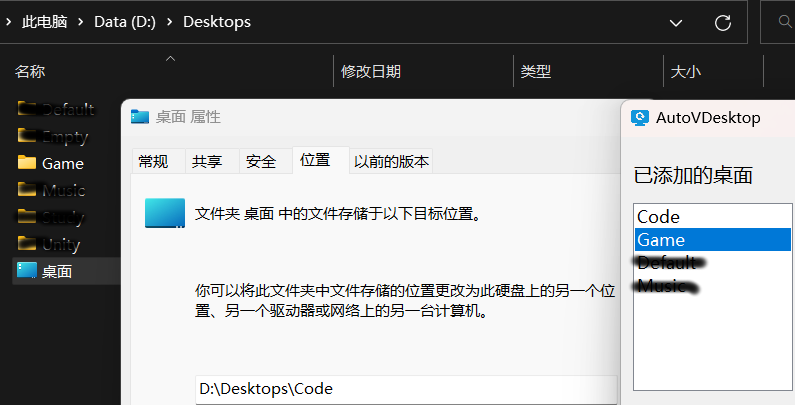 此电脑 Data (D:) Desktops
名称 修改日期 类型 大小
Default
Empty
Game
Music
Study
Unity
桌面
桌面 属性
常规 共享 安全 位置 以前的版本
文件夹 桌面 中的文件存储于以下目标位置。
你可以将此文件夹中文件存储的位置更改为此硬盘上的另一个位
置、另一个驱动器或网络上的另一台计算机。
D:\Desktops\Code
AutoVDesktop
已添加的桌面
Code
Game
Default
Music